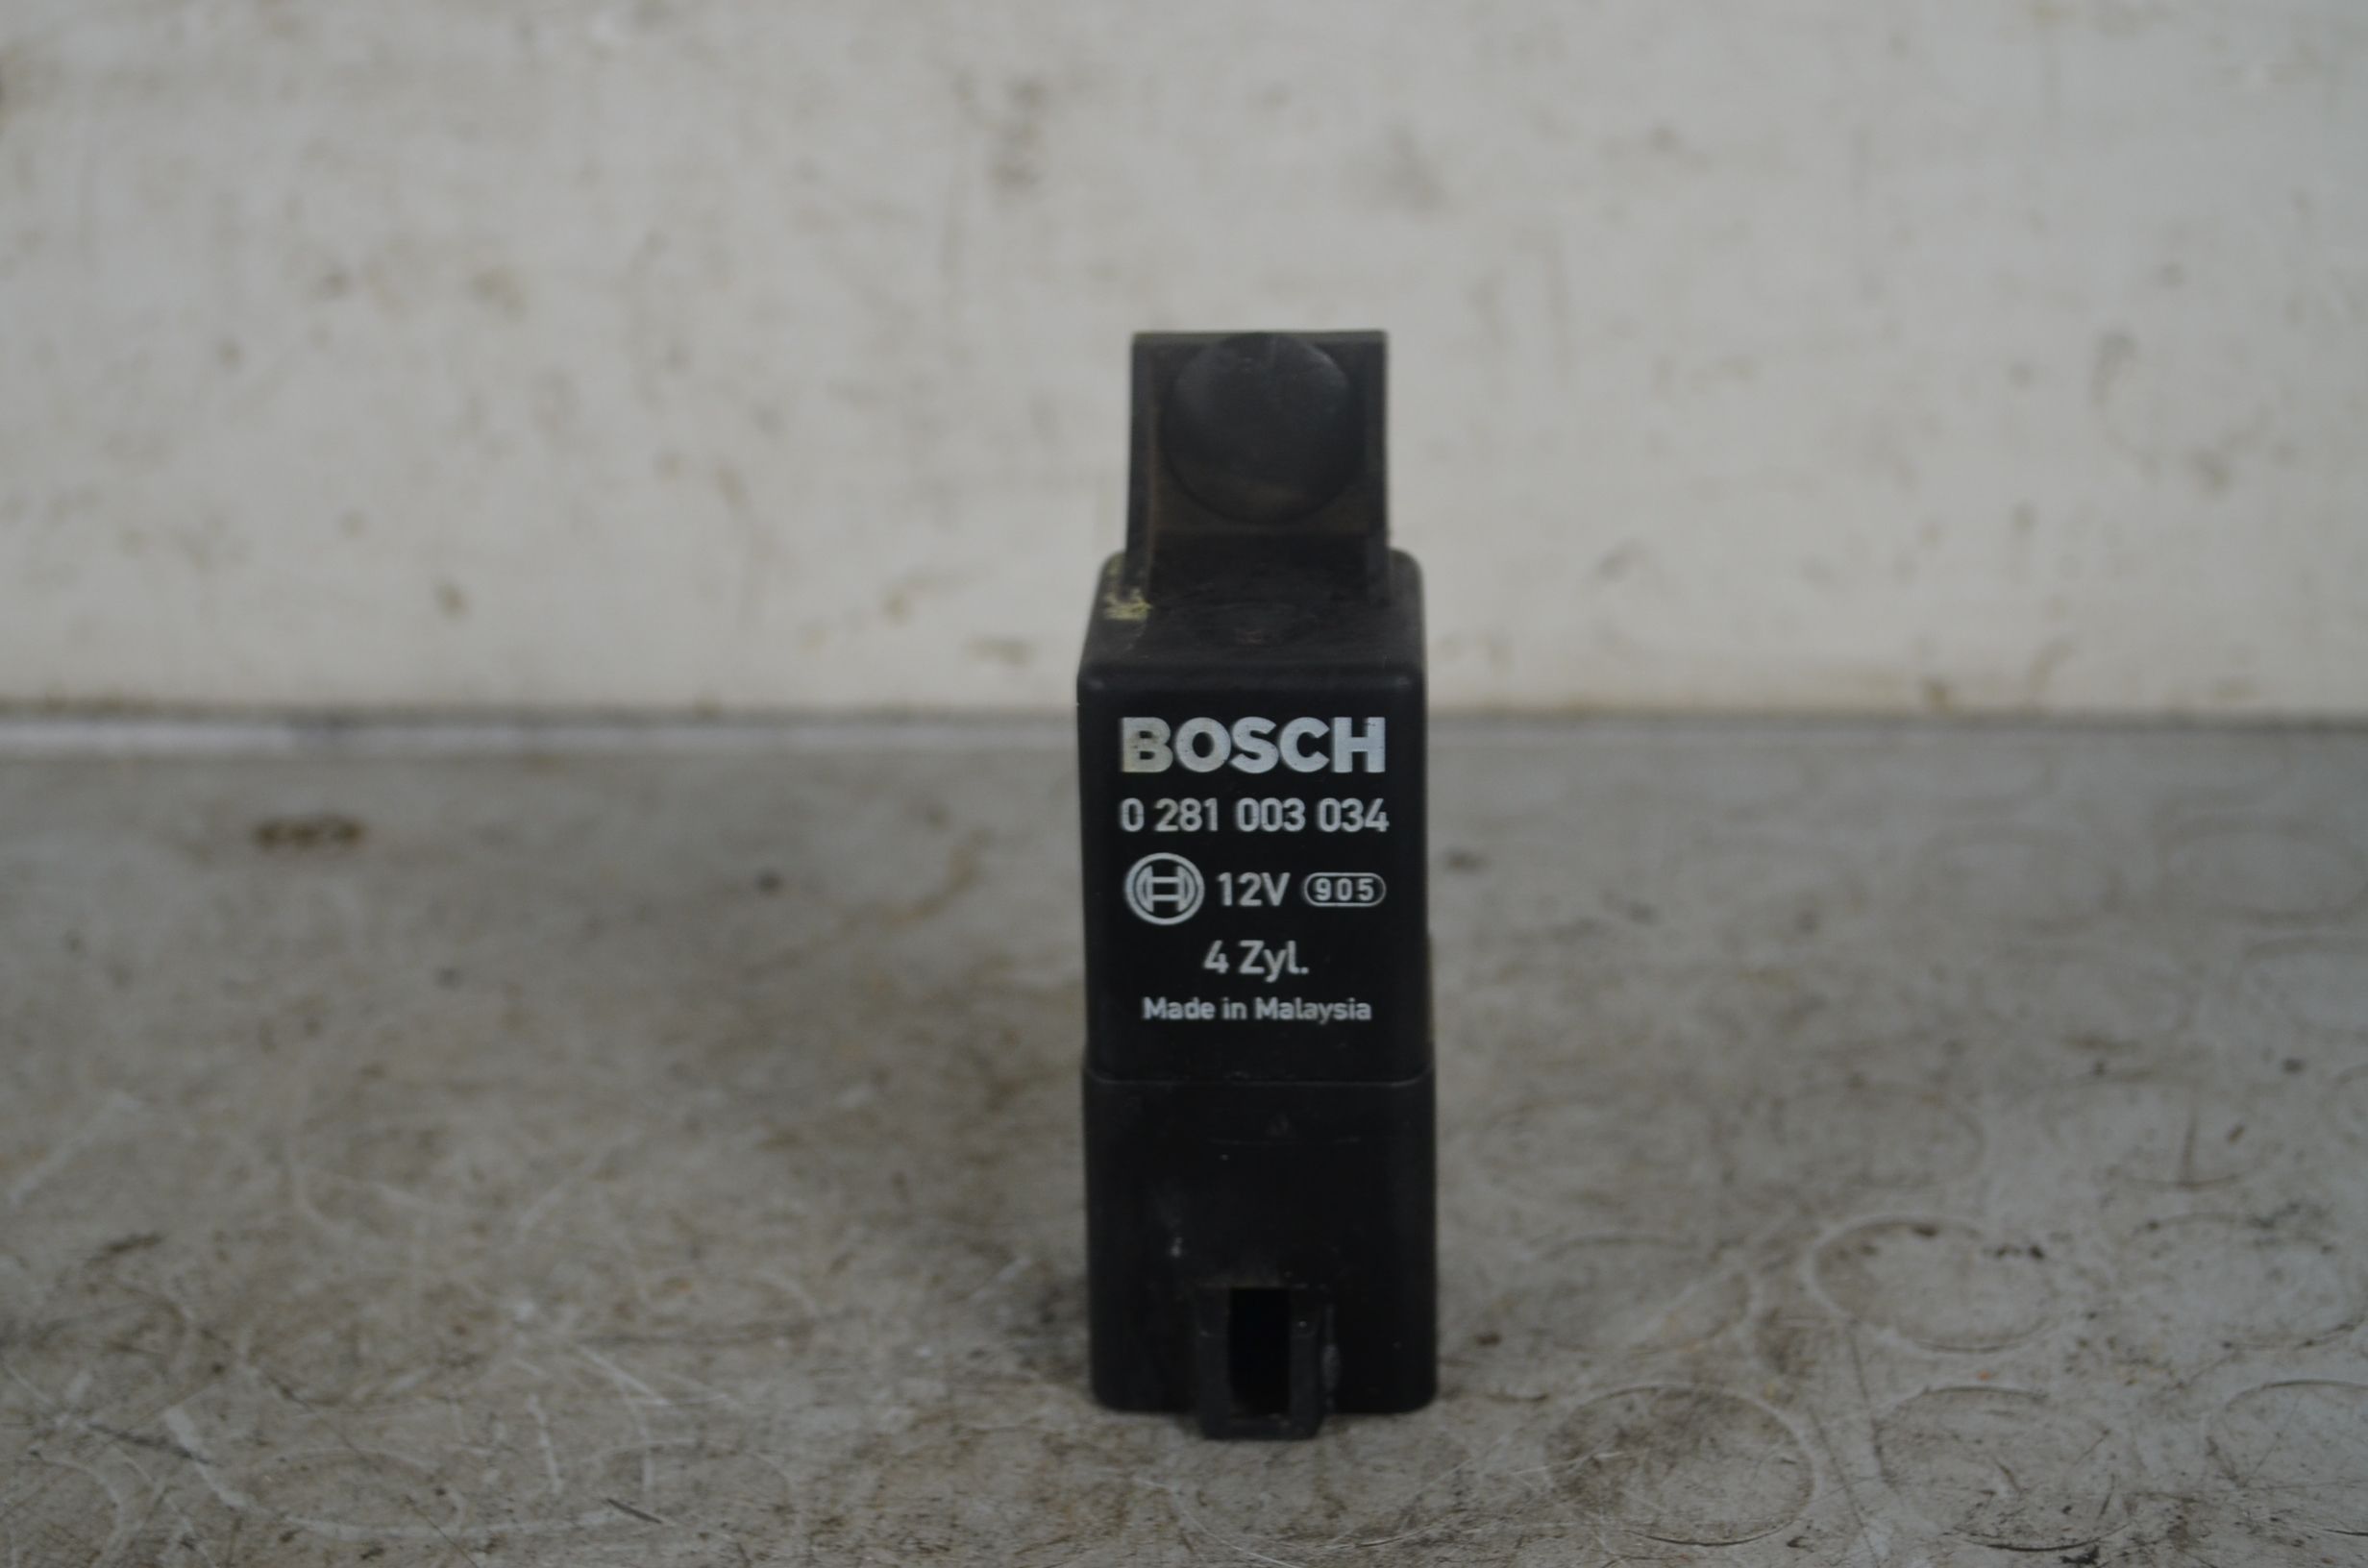 BOSCH
0 281 003 034
12V 905
4 Zyl.
Made in Malaysia